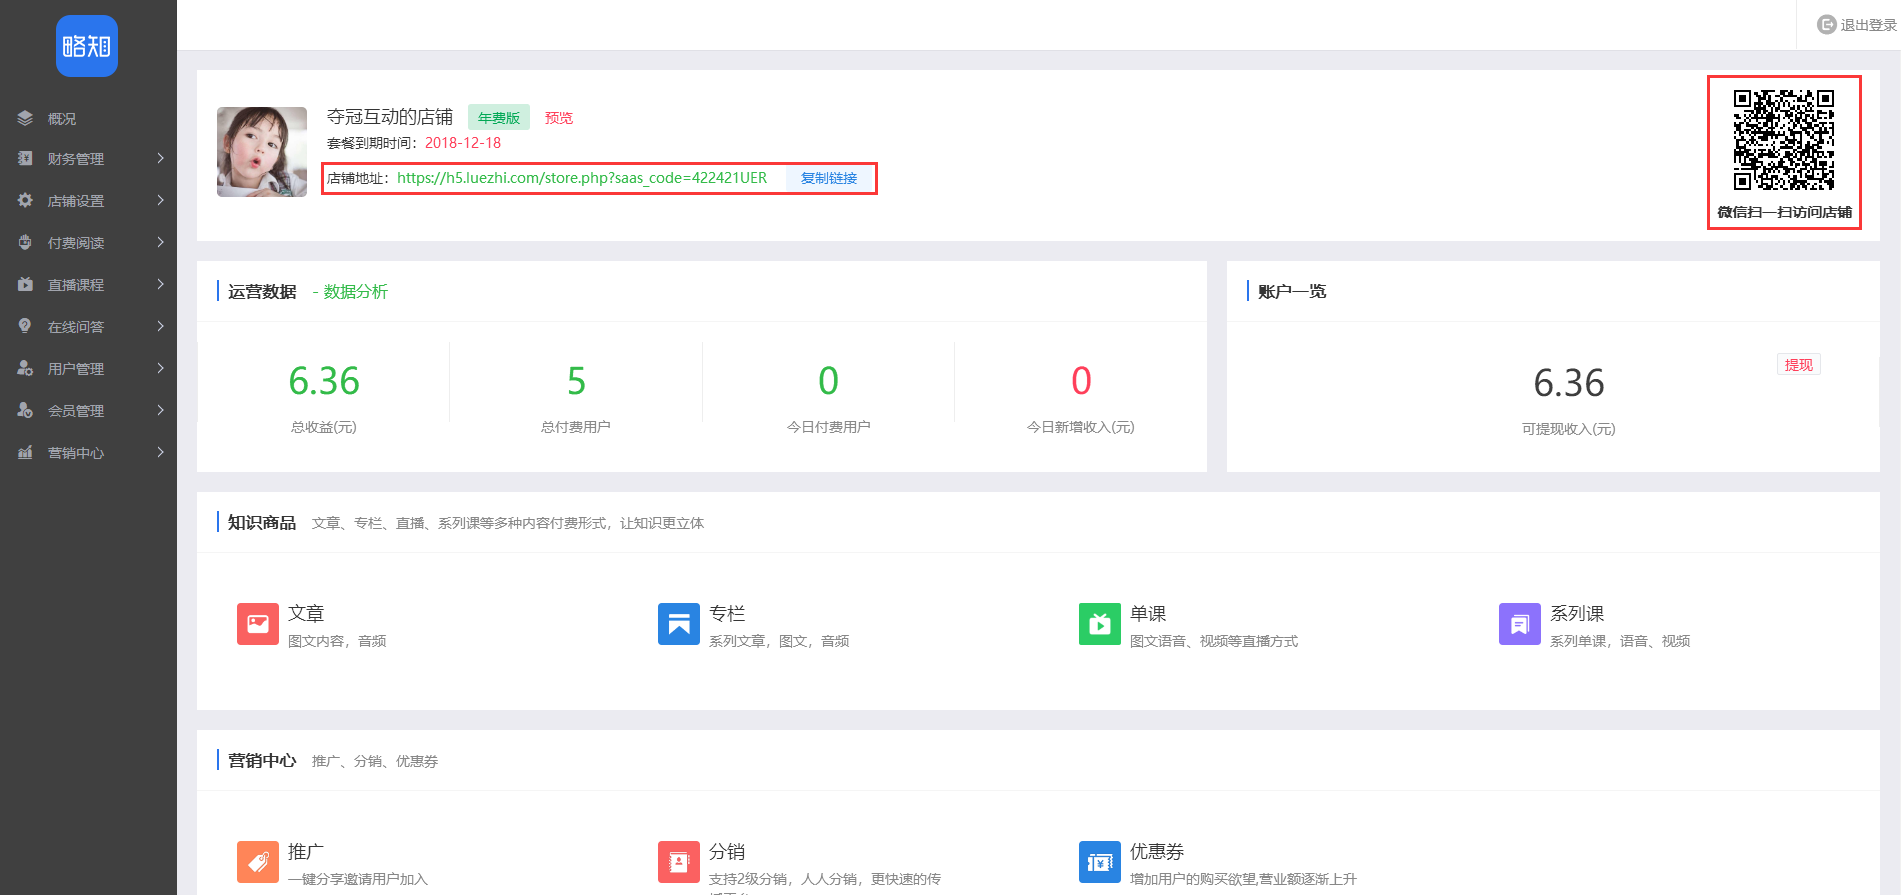 略知
退出登录
概况
财务管理
店铺设置
付费阅读
直播课程
在线问答
用户管理
会员管理
营销中心
夺冠互动的店铺 年费版 预览
套餐到期时间：2018-12-18
店铺地址：https://h5.luezhi.com/store.php?saas_code=422421UER 复制链接
微信扫一扫访问店铺
运营数据 - 数据分析
6.36 5 0 0
总收益(元) 总付费用户 今日付费用户 今日新增收入(元)
账户一览
提现
6.36
可提现收入(元)
知识商品 文章、专栏、直播、系列课等多种内容付费形式，让知识更立体
文章 专栏 单课 系列课
图文内容，音频 系列文章，图文，音频 图文语音、视频等直播方式 系列单课，语音、视频
营销中心 推广、分销、优惠券
推广 分销 优惠券
一键分享邀请用户加入 支持2级分销，人人分销，更快速的传 增加用户的购买欲望,营业额逐渐上升